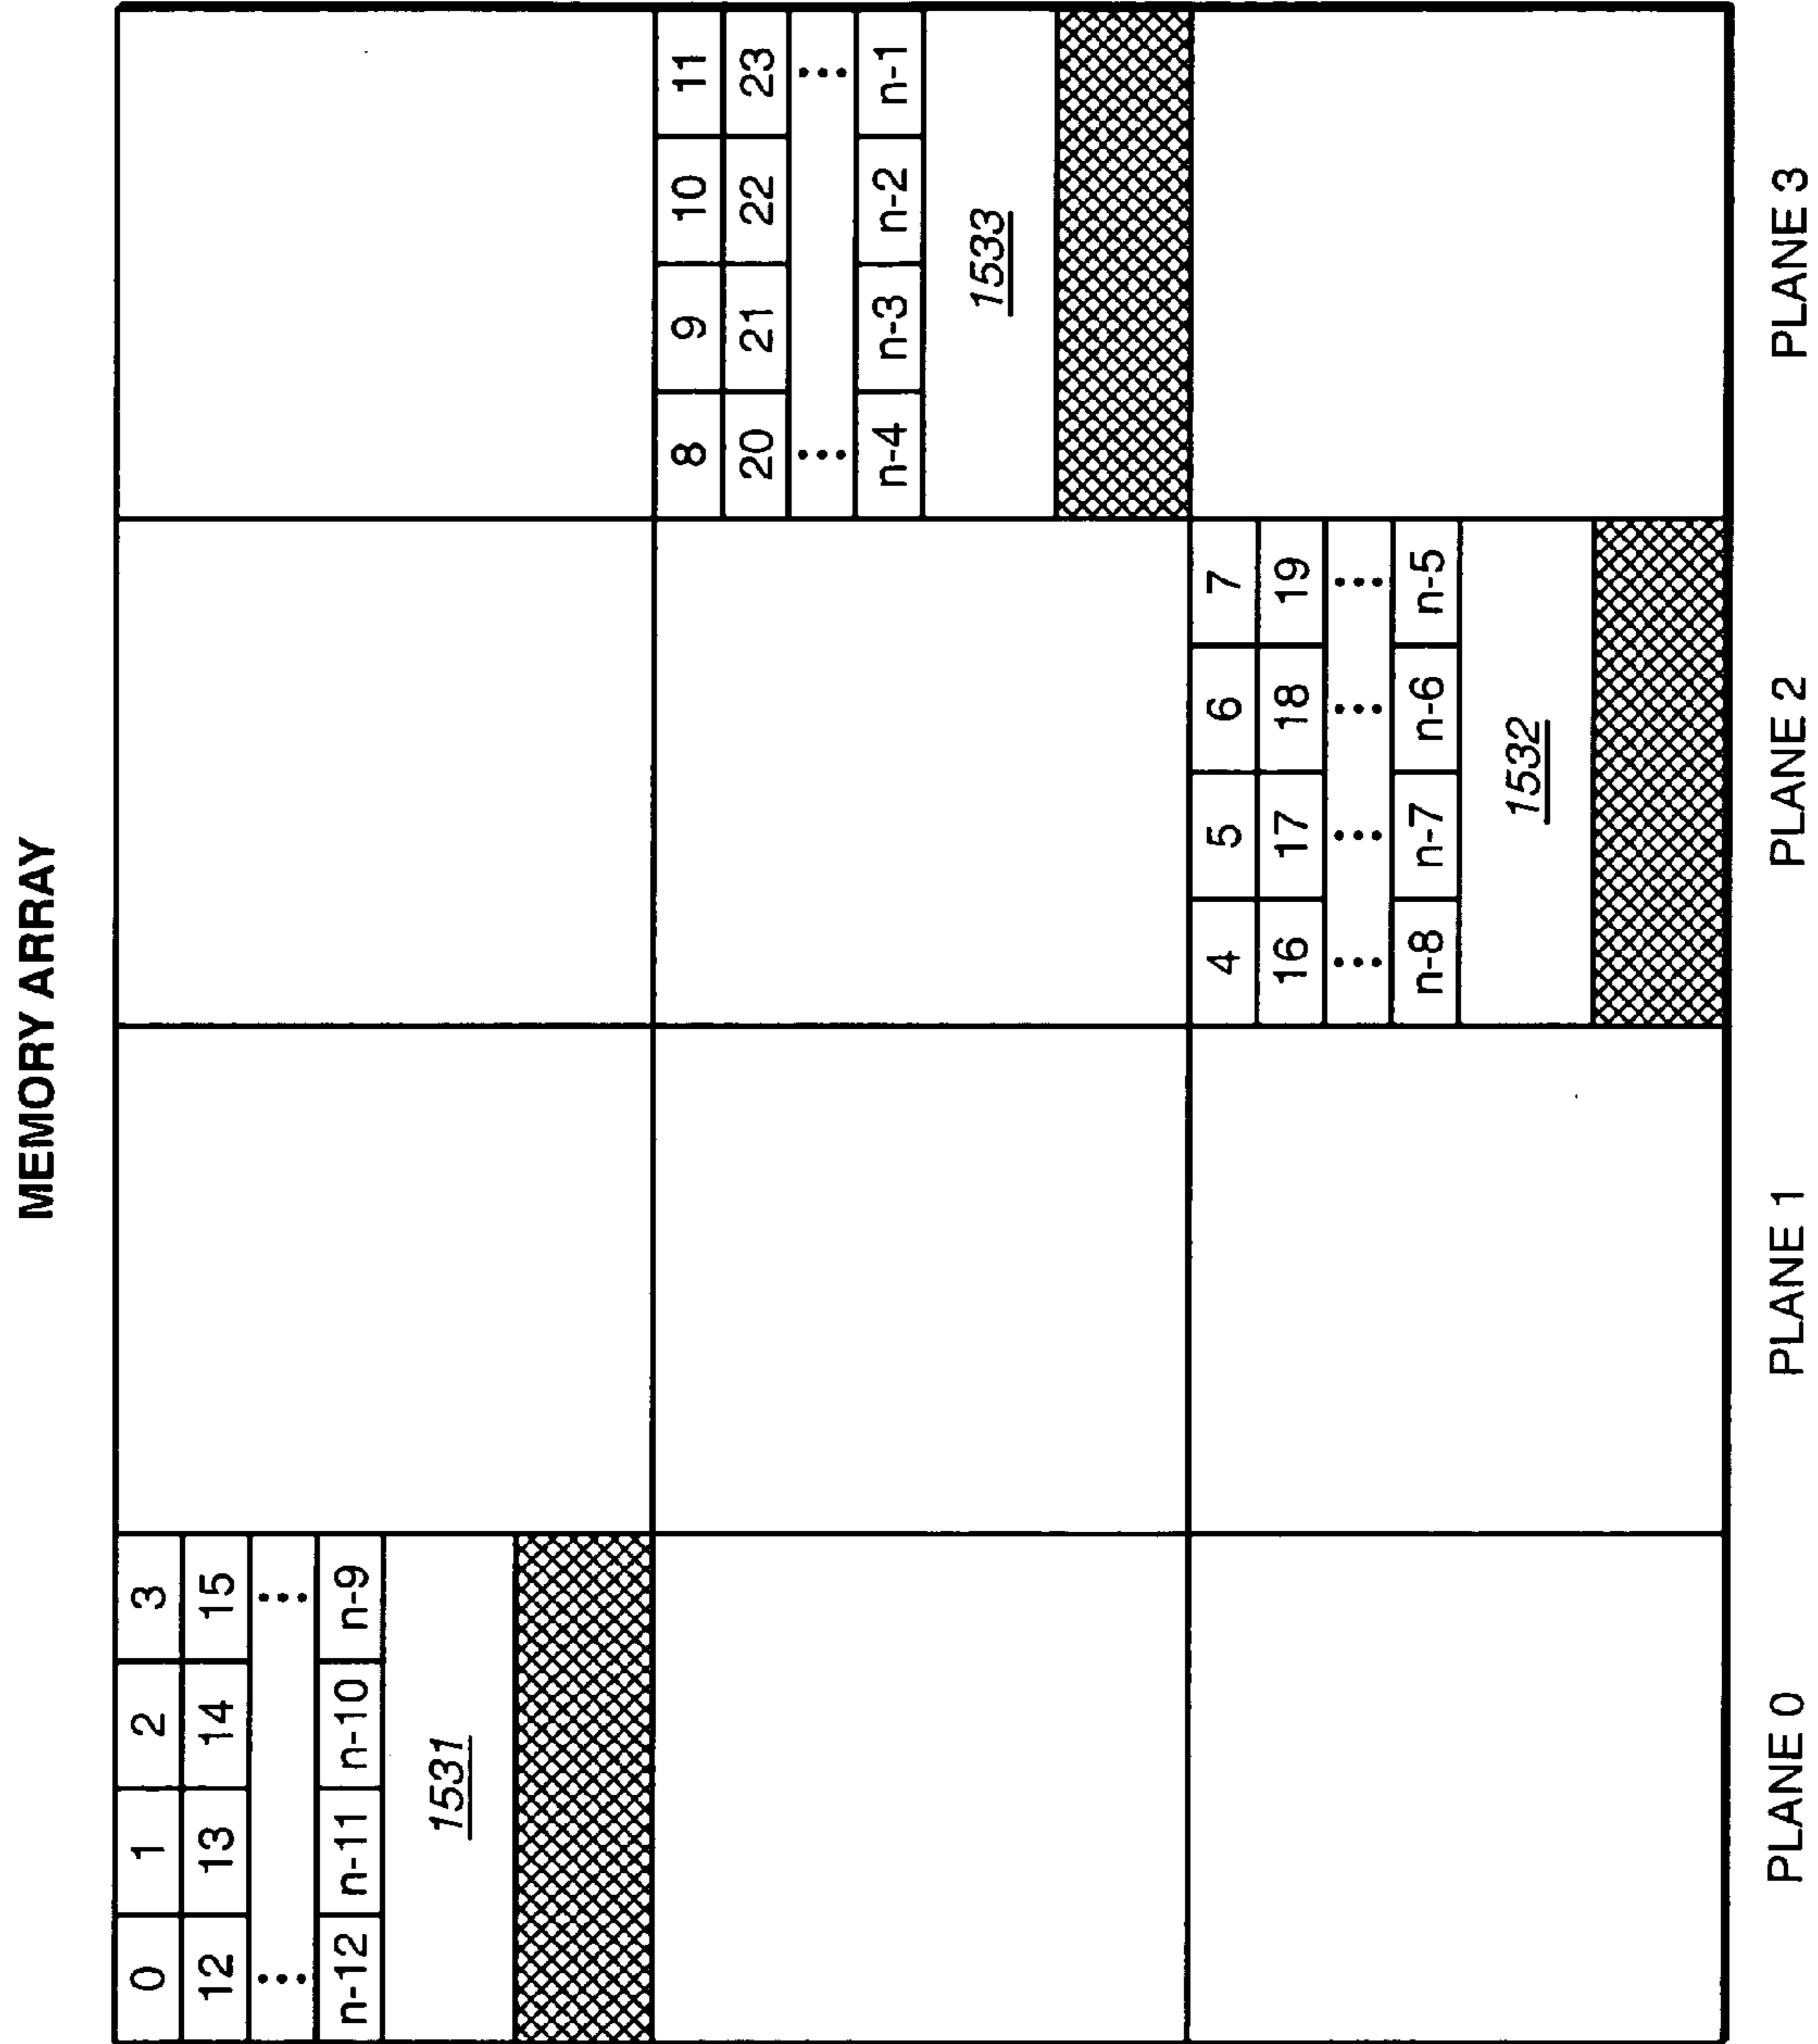 MEMORY ARRAY
0 1 2 3
12 13 14 15
⋮ ⋮
n-12 n-11 n-10 n-9
1531
8 9 10 11
20 21 22 23
⋮ ⋮
n-4 n-3 n-2 n-1
1533
4 5 6 7
16 17 18 19
⋮ ⋮ ⋮ ⋮
n-8 n-7 n-6 n-5
1532
PLANE 0 PLANE 1 PLANE 2 PLANE 3